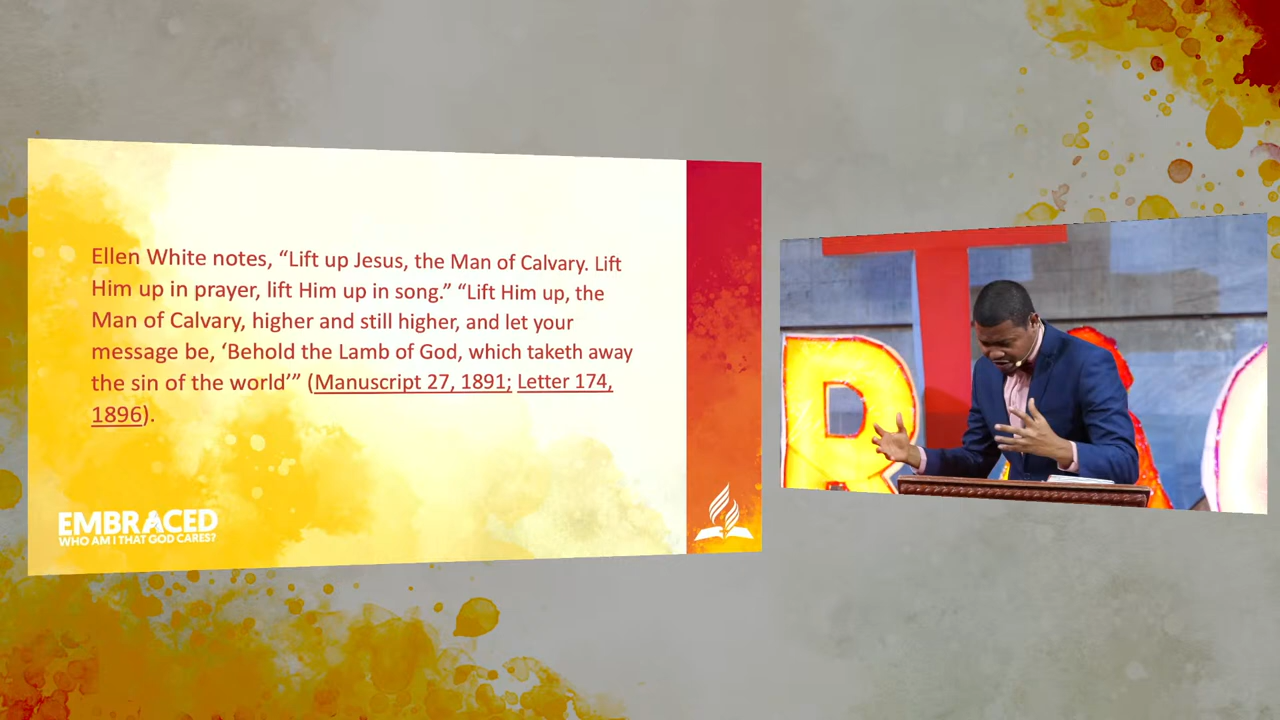 Ellen White notes, “Lift up Jesus, the Man of Calvary. Lift
Him up in prayer, lift Him up in song.” “Lift Him up, the
Man of Calvary, higher and still higher, and let your
message be, ‘Behold the Lamb of God, which taketh away
the sin of the world’” (Manuscript 27, 1891; Letter 174,
1896).
EMBRACED
WHO AM I THAT GOD CARES?
T
R